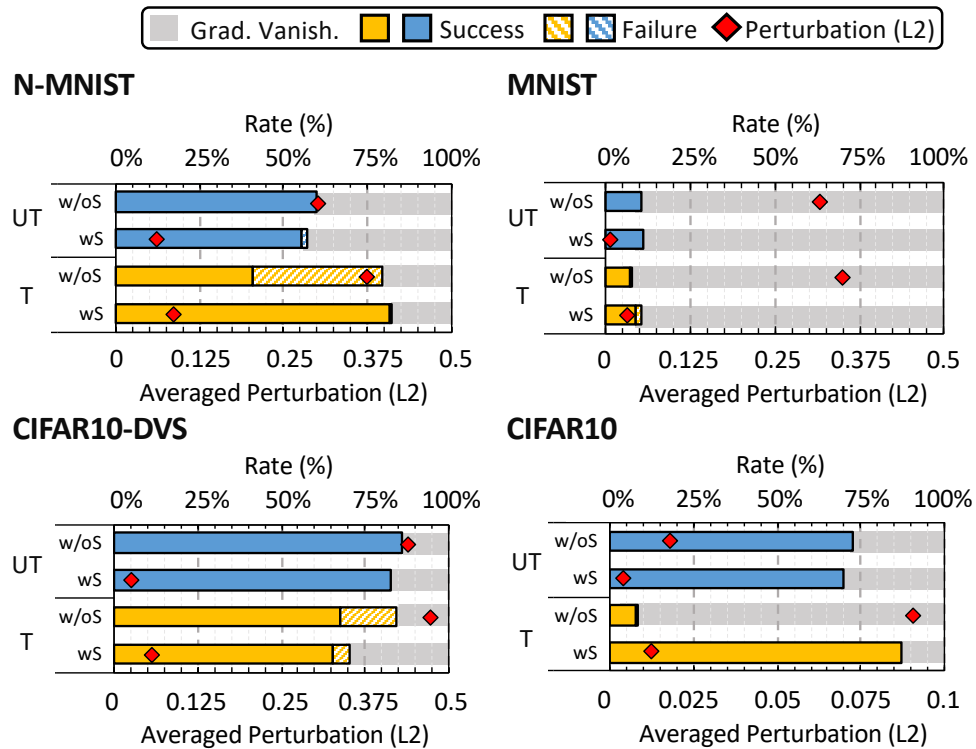 Grad. Vanish. Success Failure Perturbation (L2)
N-MNIST
Rate (%)
0% 25% 50% 75% 100%
UT
w/oS
wS
T
w/oS
wS
0 0.125 0.25 0.375 0.5
Averaged Perturbation (L2)
MNIST
Rate (%)
0% 25% 50% 75% 100%
UT
w/oS
wS
T
w/oS
wS
0 0.125 0.25 0.375 0.5
Averaged Perturbation (L2)
CIFAR10-DVS
Rate (%)
0% 25% 50% 75% 100%
UT
w/oS
wS
T
w/oS
wS
0 0.125 0.25 0.375 0.5
Averaged Perturbation (L2)
CIFAR10
Rate (%)
0% 25% 50% 75% 100%
UT
w/oS
wS
T
w/oS
wS
0 0.025 0.05 0.075 0.1
Averaged Perturbation (L2)